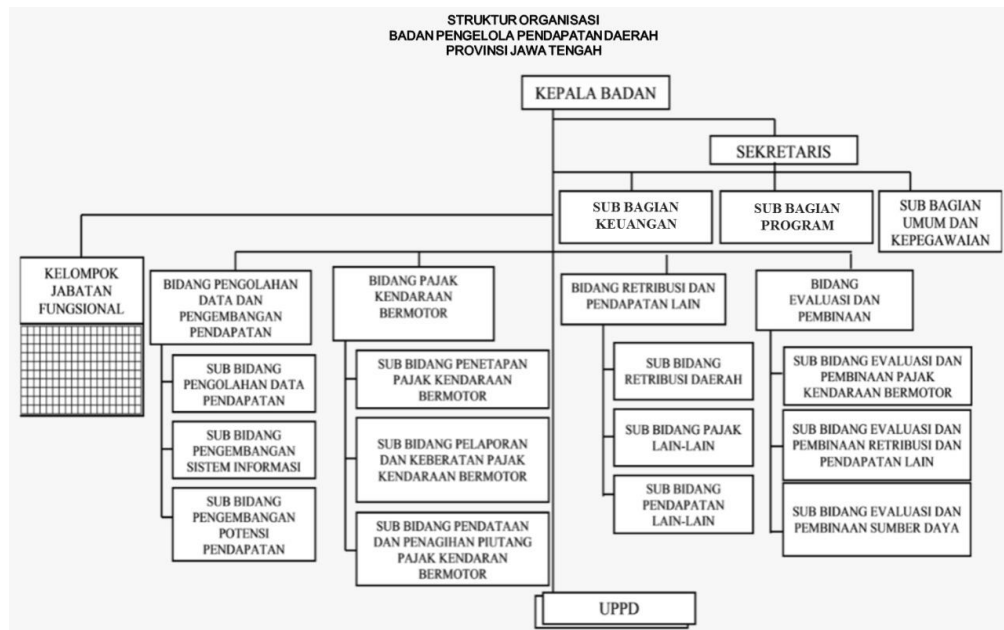 STRUKTUR ORGANISASI
BADAN PENGELOLA PENDAPATAN DAERAH
PROVINSI JAWA TENGAH
KEPALA BADAN
SEKRETARIS
SUB BAGIAN
KEUANGAN
SUB BAGIAN
PROGRAM
SUB BAGIAN
UMUM DAN
KEPEGAWAIAN
KELOMPOK
JABATAN
FUNGSIONAL
BIDANG PENGOLAHAN
DATA DAN
PENGEMBANGAN
PENDAPATAN
SUB BIDANG
PENGOLAHAN DATA
PENDAPATAN
SUB BIDANG
PENGEMBANGAN
SISTEM INFORMASI
SUB BIDANG
PENGEMBANGAN
POTENSI
PENDAPATAN
BIDANG PAJAK
KENDARAAN
BERMOTOR
SUB BIDANG PENETAPAN
PAJAK KENDARAAN
BERMOTOR
SUB BIDANG PELAPORAN
DAN KEBERATAN PAJAK
KENDARAAN BERMOTOR
SUB BIDANG PENDATAAN
DAN PENAGIHAN PIUTANG
PAJAK KENDARAN
BERMOTOR
BIDANG RETRIBUSI DAN
PENDAPATAN LAIN
SUB BIDANG
RETRIBUSI DAERAH
SUB BIDANG PAJAK
LAIN-LAIN
SUB BIDANG
PENDAPATAN
LAIN-LAIN
BIDANG
EVALUASI DAN
PEMBINAAN
SUB BIDANG EVALUASI DAN
PEMBINAAN PAJAK
KENDARAAN BERMOTOR
SUB BIDANG EVALUASI DAN
PEMBINAAN RETRIBUSI DAN
PENDAPATAN LAIN
SUB BIDANG EVALUASI DAN
PEMBINAAN SUMBER DAYA
UPPD